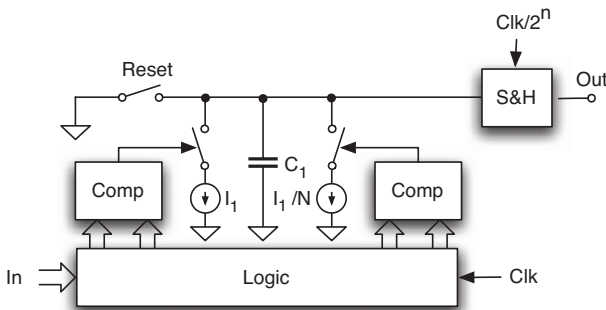 Clk/2ⁿ
Reset
Out
S&H
C₁
Comp
I₁
I₁ /N
Comp
In
Logic
Clk